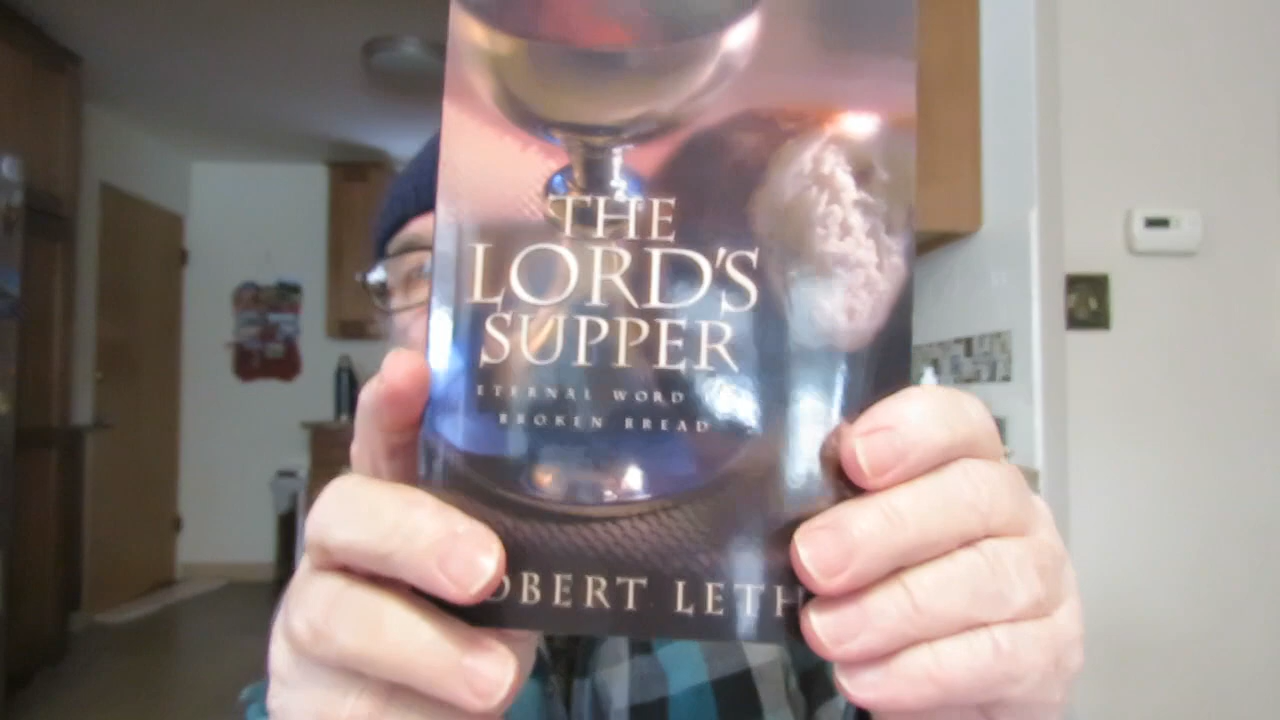 THE
LORD'S
SUPPER
ETERNAL WORD
BROKEN BREAD
OBERT LETH